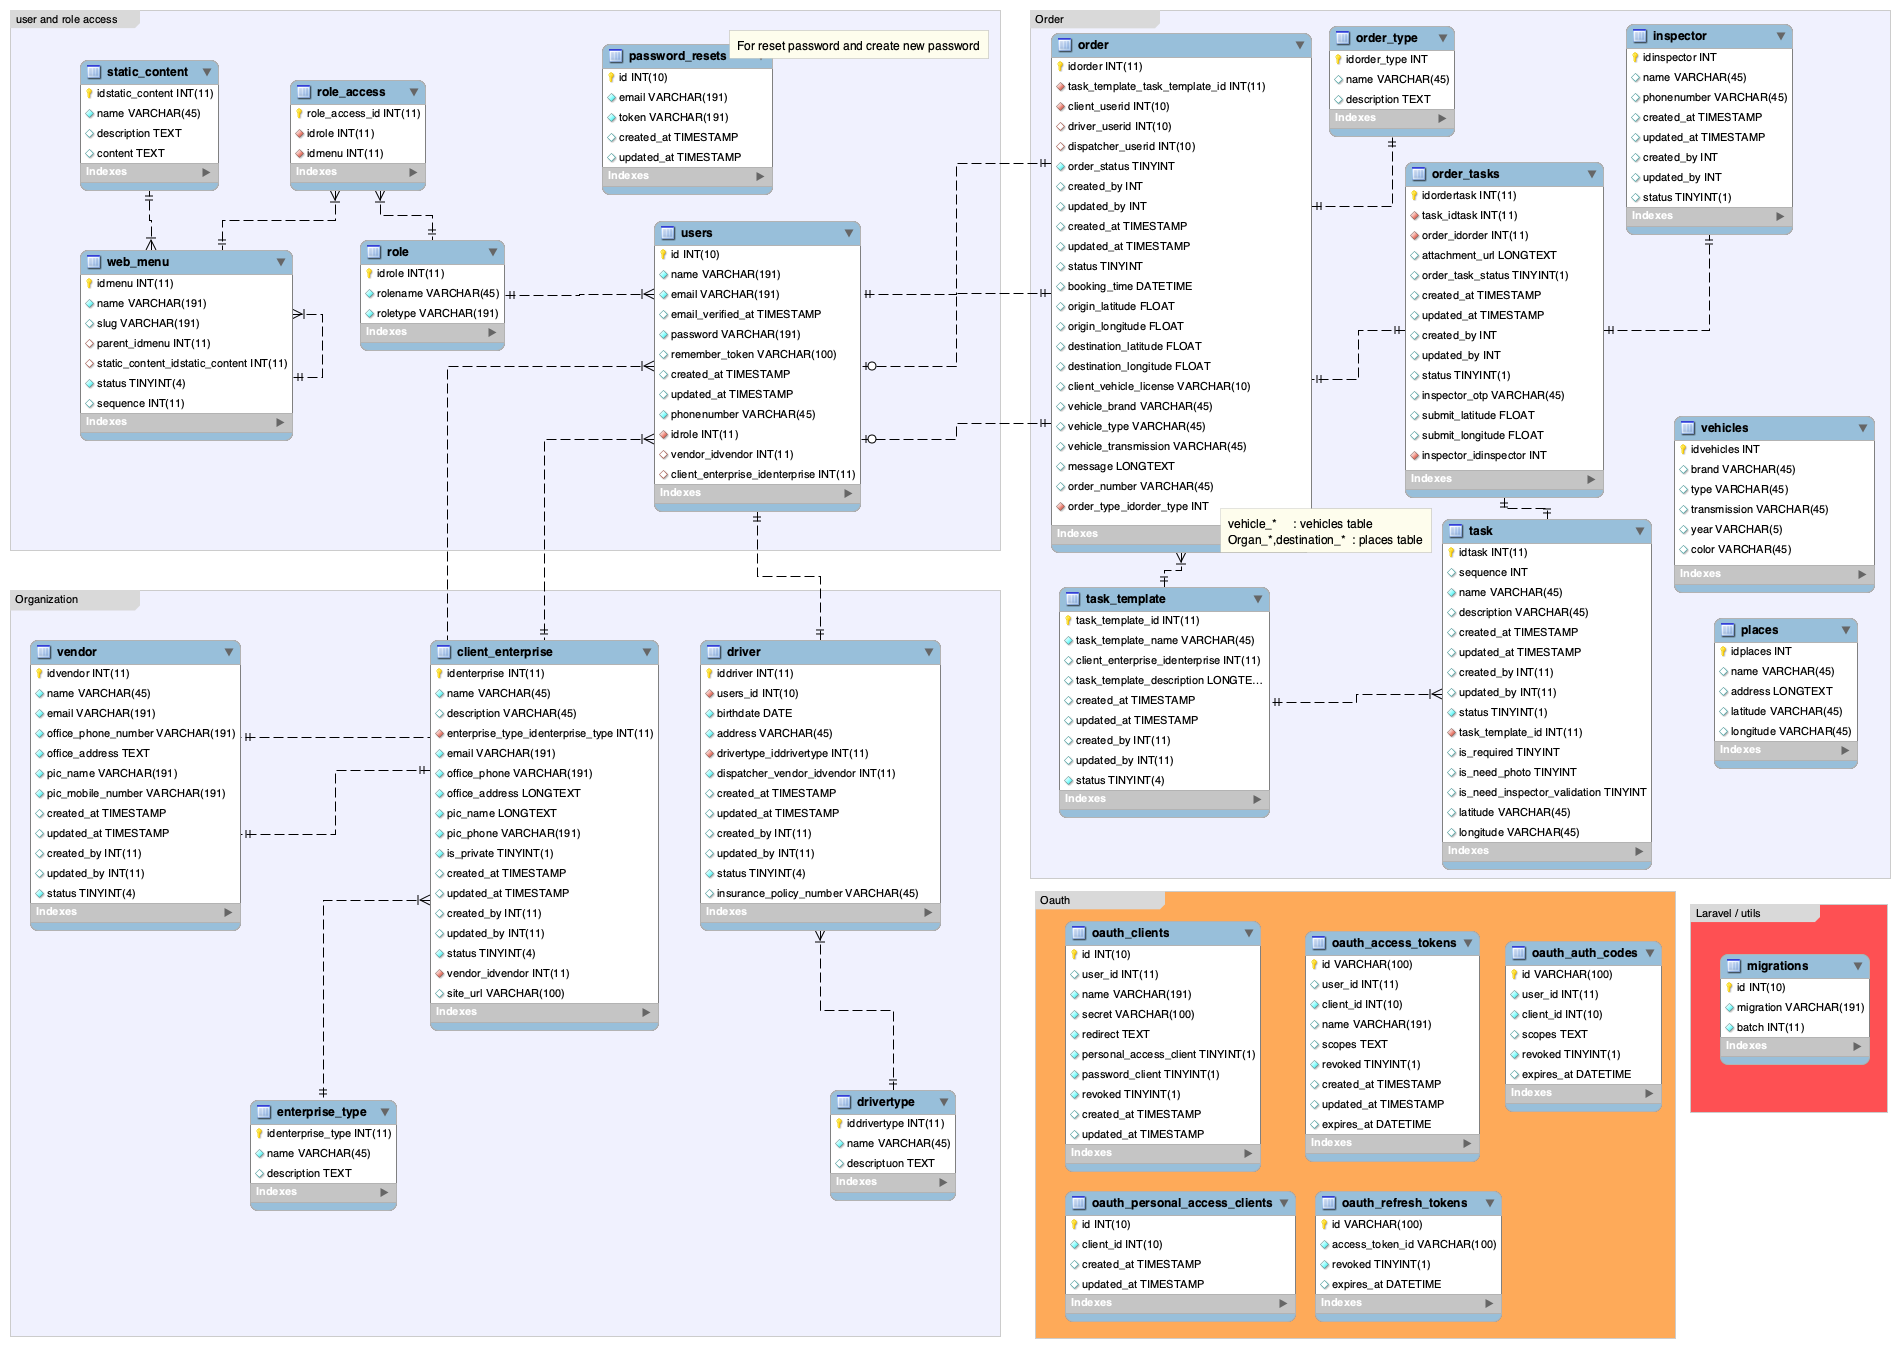 user and role access
For reset password and create new password
static_content
idstatic_content INT(11)
name VARCHAR(45)
description TEXT
content TEXT
Indexes
role_access
role_access_id INT(11)
idrole INT(11)
idmenu INT(11)
Indexes
password_resets
id INT(10)
email VARCHAR(191)
token VARCHAR(191)
created_at TIMESTAMP
updated_at TIMESTAMP
Indexes
web_menu
idmenu INT(11)
name VARCHAR(191)
slug VARCHAR(191)
parent_idmenu INT(11)
static_content_idstatic_content INT(11)
status TINYINT(4)
sequence INT(11)
Indexes
role
idrole INT(11)
rolename VARCHAR(45)
roletype VARCHAR(191)
Indexes
users
id INT(10)
name VARCHAR(191)
email VARCHAR(191)
email_verified_at TIMESTAMP
password VARCHAR(191)
remember_token VARCHAR(100)
created_at TIMESTAMP
updated_at TIMESTAMP
phonenumber VARCHAR(45)
idrole INT(11)
vendor_idvendor INT(11)
client_enterprise_identerprise INT(11)
Indexes
Organization
vendor
idvendor INT(11)
name VARCHAR(45)
email VARCHAR(191)
office_phone_number VARCHAR(191)
office_address TEXT
pic_name VARCHAR(191)
pic_mobile_number VARCHAR(191)
created_at TIMESTAMP
updated_at TIMESTAMP
created_by INT(11)
updated_by INT(11)
status TINYINT(4)
Indexes
client_enterprise
identerprise INT(11)
name VARCHAR(45)
description VARCHAR(45)
enterprise_type_identerprise_type INT(11)
email VARCHAR(191)
office_phone VARCHAR(191)
office_address LONGTEXT
pic_name LONGTEXT
pic_phone VARCHAR(191)
is_private TINYINT(1)
created_at TIMESTAMP
updated_at TIMESTAMP
created_by INT(11)
updated_by INT(11)
status TINYINT(4)
vendor_idvendor INT(11)
site_url VARCHAR(100)
Indexes
driver
iddriver INT(11)
users_id INT(10)
birthdate DATE
address VARCHAR(45)
drivertype_iddrivertype INT(11)
dispatcher_vendor_idvendor INT(11)
created_at TIMESTAMP
updated_at TIMESTAMP
created_by INT(11)
updated_by INT(11)
status TINYINT(4)
insurance_policy_number VARCHAR(45)
Indexes
enterprise_type
identerprise_type INT(11)
name VARCHAR(45)
description TEXT
Indexes
drivertype
iddrivertype INT(11)
name VARCHAR(45)
descriptuon TEXT
Indexes
Order
order
idorder INT(11)
task_template_task_template_id INT(11)
client_userid INT(10)
driver_userid INT(10)
dispatcher_userid INT(10)
order_status TINYINT
created_by INT
updated_by INT
created_at TIMESTAMP
updated_at TIMESTAMP
status TINYINT
booking_time DATETIME
origin_latitude FLOAT
origin_longitude FLOAT
destination_latitude FLOAT
destination_longitude FLOAT
client_vehicle_license VARCHAR(10)
vehicle_brand VARCHAR(45)
vehicle_type VARCHAR(45)
vehicle_transmission VARCHAR(45)
message LONGTEXT
order_number VARCHAR(45)
order_type_idorder_type INT
Indexes
vehicle_* : vehicles table
Organ_*,destination_* : places table
order_type
idorder_type INT
name VARCHAR(45)
description TEXT
Indexes
order_tasks
idordertask INT(11)
task_idtask INT(11)
order_idorder INT(11)
attachment_url LONGTEXT
order_task_status TINYINT(1)
created_at TIMESTAMP
updated_at TIMESTAMP
created_by INT
updated_by INT
status TINYINT(1)
inspector_otp VARCHAR(45)
submit_latitude FLOAT
submit_longitude FLOAT
inspector_idinspector INT
Indexes
inspector
idinspector INT
name VARCHAR(45)
phonenumber VARCHAR(45)
created_at TIMESTAMP
updated_at TIMESTAMP
created_by INT
updated_by INT
status TINYINT(1)
Indexes
vehicles
idvehicles INT
brand VARCHAR(45)
type VARCHAR(45)
transmission VARCHAR(45)
year VARCHAR(5)
color VARCHAR(45)
Indexes
task_template
task_template_id INT(11)
task_template_name VARCHAR(45)
client_enterprise_identerprise INT(11)
task_template_description LONGTE...
created_at TIMESTAMP
updated_at TIMESTAMP
created_by INT(11)
updated_by INT(11)
status TINYINT(4)
Indexes
task
idtask INT(11)
sequence INT
name VARCHAR(45)
description VARCHAR(45)
created_at TIMESTAMP
updated_at TIMESTAMP
created_by INT(11)
updated_by INT(11)
status TINYINT(1)
task_template_id INT(11)
is_required TINYINT
is_need_photo TINYINT
is_need_inspector_validation TINYINT
latitude VARCHAR(45)
longitude VARCHAR(45)
Indexes
places
idplaces INT
name VARCHAR(45)
address LONGTEXT
latitude VARCHAR(45)
longitude VARCHAR(45)
Indexes
Oauth
oauth_clients
id INT(10)
user_id INT(11)
name VARCHAR(191)
secret VARCHAR(100)
redirect TEXT
personal_access_client TINYINT(1)
password_client TINYINT(1)
revoked TINYINT(1)
created_at TIMESTAMP
updated_at TIMESTAMP
Indexes
oauth_access_tokens
id VARCHAR(100)
user_id INT(11)
client_id INT(10)
name VARCHAR(191)
scopes TEXT
revoked TINYINT(1)
created_at TIMESTAMP
updated_at TIMESTAMP
expires_at DATETIME
Indexes
oauth_auth_codes
id VARCHAR(100)
user_id INT(11)
client_id INT(10)
scopes TEXT
revoked TINYINT(1)
expires_at DATETIME
Indexes
oauth_personal_access_clients
id INT(10)
client_id INT(10)
created_at TIMESTAMP
updated_at TIMESTAMP
Indexes
oauth_refresh_tokens
id VARCHAR(100)
access_token_id VARCHAR(100)
revoked TINYINT(1)
expires_at DATETIME
Indexes
Laravel / utils
migrations
id INT(10)
migration VARCHAR(191)
batch INT(11)
Indexes